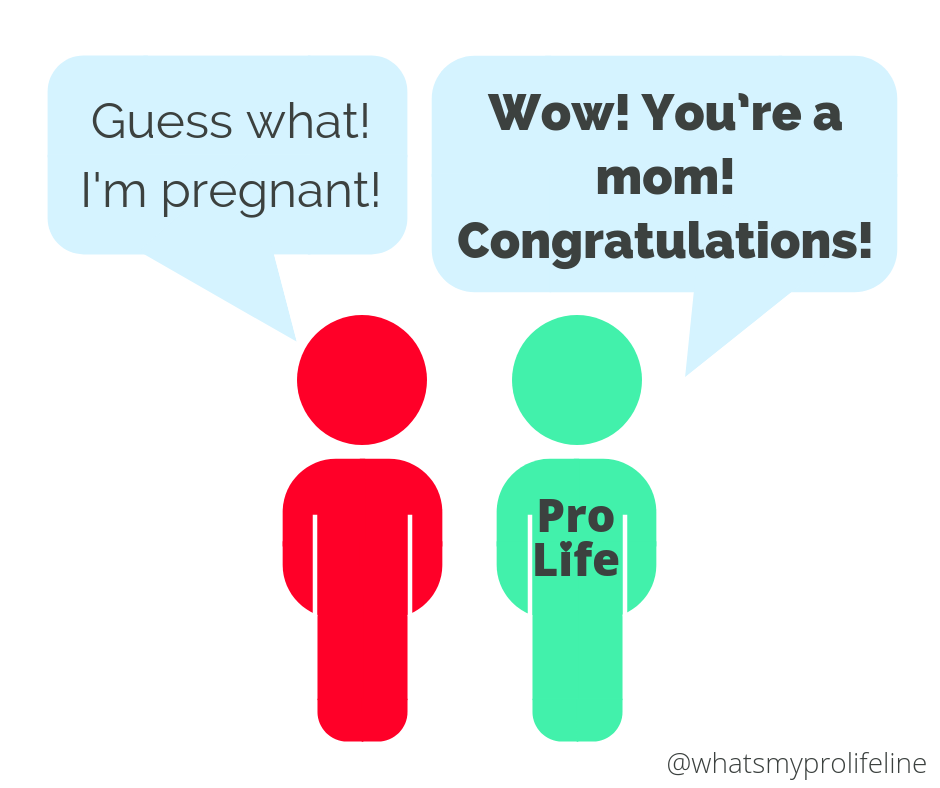 Guess what!
I'm pregnant!
Wow! You’re a
mom!
Congratulations!
Pro
Life
@whatsmyprolifeline